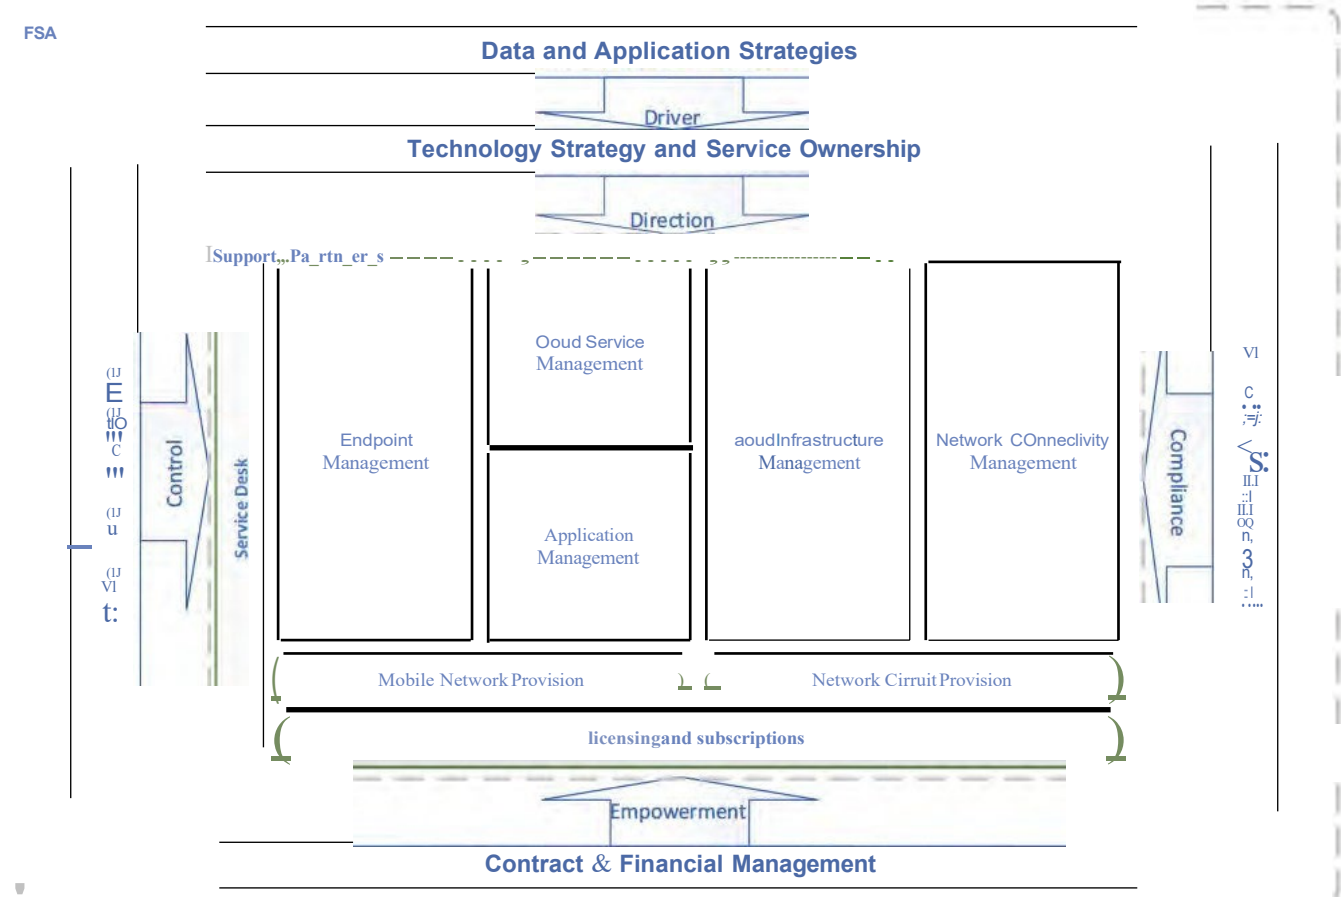 FSA
Data and Application Strategies
Driver
Technology Strategy and Service Ownership
Direction
Support
Ooud Service
Management
Endpoint
Management
aoudInfrastructure
Management
Network COnneclivity
Management
Application
Management
Control
Service Desk
Compliance
Mobile Network Provision
Network Cirruit Provision
licensingand subscriptions
Empowerment
Contract & Financial Management